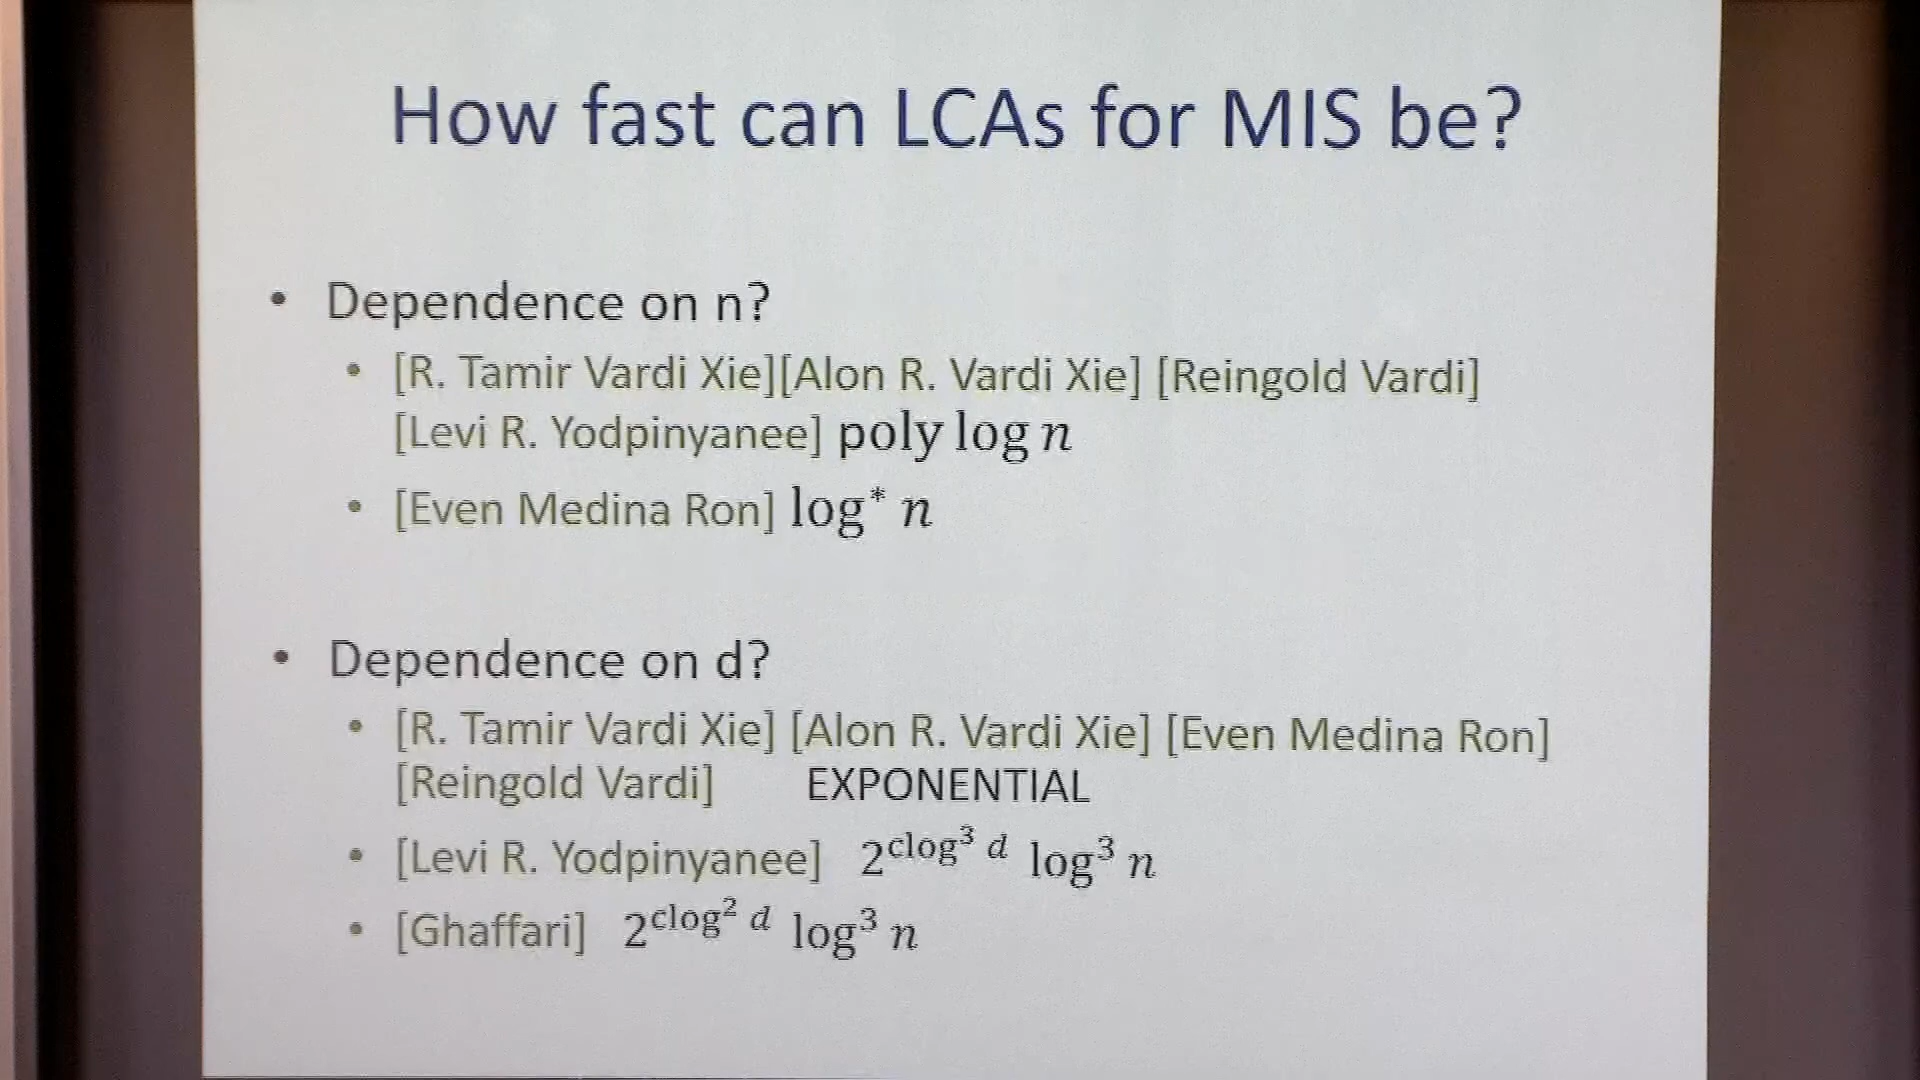 How fast can LCAs for MIS be?
• Dependence on n?
• [R. Tamir Vardi Xie][Alon R. Vardi Xie] [Reingold Vardi]
[Levi R. Yodpinyanee] poly log n
• [Even Medina Ron] log* n
• Dependence on d?
• [R. Tamir Vardi Xie] [Alon R. Vardi Xie] [Even Medina Ron]
[Reingold Vardi] EXPONENTIAL
• [Levi R. Yodpinyanee] 2^{clog³ d} log³ n
• [Ghaffari] 2^{clog² d} log³ n